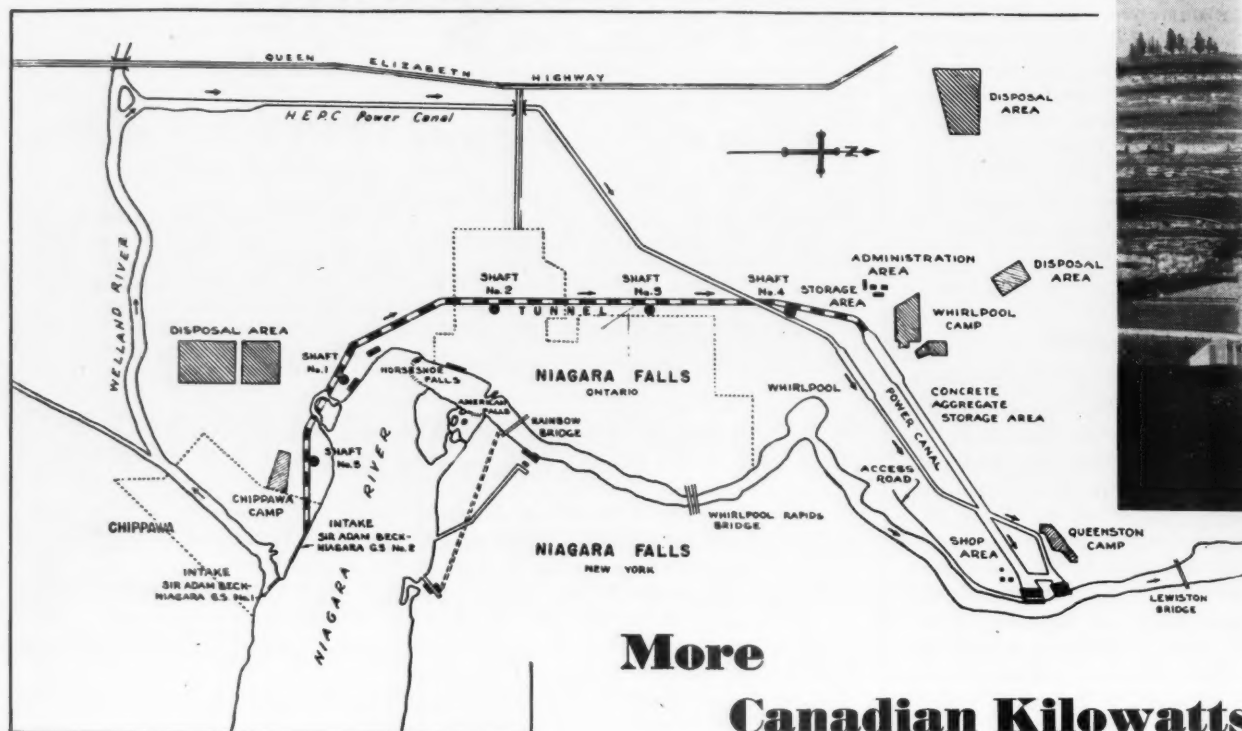 QUEEN ELIZABETH HIGHWAY
H.E.P.C Power Canal
DISPOSAL AREA
N
WELLAND RIVER
SHAFT
No. 2
SHAFT
No. 3
SHAFT
No. 4
ADMINISTRATION
AREA
STORAGE
AREA
DISPOSAL
AREA
WHIRLPOOL
CAMP
TUNNEL
DISPOSAL AREA
SHAFT
No. 1
HORSESHOE
FALLS
AMERICAN
FALLS
NIAGARA FALLS
ONTARIO
WHIRLPOOL
RAINBOW
BRIDGE
POWER CANAL
CONCRETE
AGGREGATE
STORAGE AREA
SHAFT
No. 5
CHIPPAWA
CAMP
CHIPPAWA
ACCESS
ROAD
WHIRLPOOL RAPIDS
BRIDGE
INTAKE
SIR ADAM BECK-
NIAGARA G.S. No. 2
NIAGARA FALLS
NEW YORK
QUEENSTON
CAMP
SHOP
AREA
INTAKE
SIR ADAM BECK-
NIAGARA G.S. No. 1
NIAGARA RIVER
LEWISTON
BRIDGE
More
Canadian Kilowatts